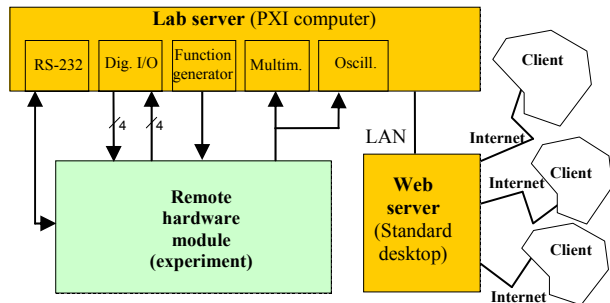 Lab server (PXI computer)
RS-232
Dig. I/O
Function
generator
Multim.
Oscill.
4
4
LAN
Remote
hardware
module
(experiment)
Web
server
(Standard
desktop)
Internet
Internet
Internet
Client
Client
Client